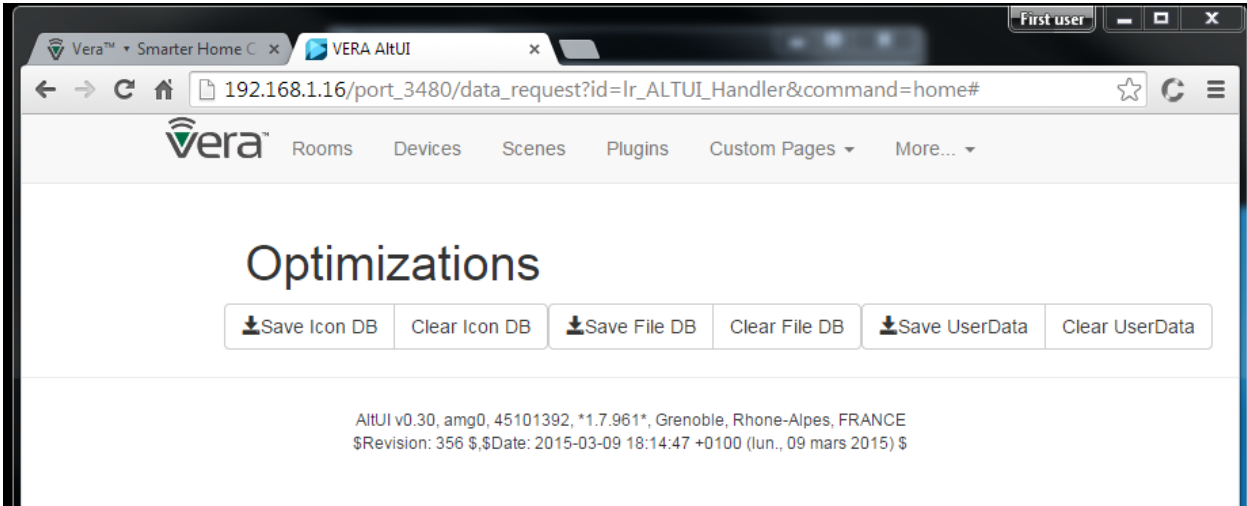 First user
Vera™ ▾ Smarter Home C
VERA AltUI
192.168.1.16/port_3480/data_request?id=lr_ALTUI_Handler&command=home#
vera™ Rooms Devices Scenes Plugins Custom Pages More...
Optimizations
Save Icon DB Clear Icon DB Save File DB Clear File DB Save UserData Clear UserData
AltUI v0.30, amg0, 45101392, *1.7.961*, Grenoble, Rhone-Alpes, FRANCE
$Revision: 356 $,$Date: 2015-03-09 18:14:47 +0100 (lun., 09 mars 2015) $